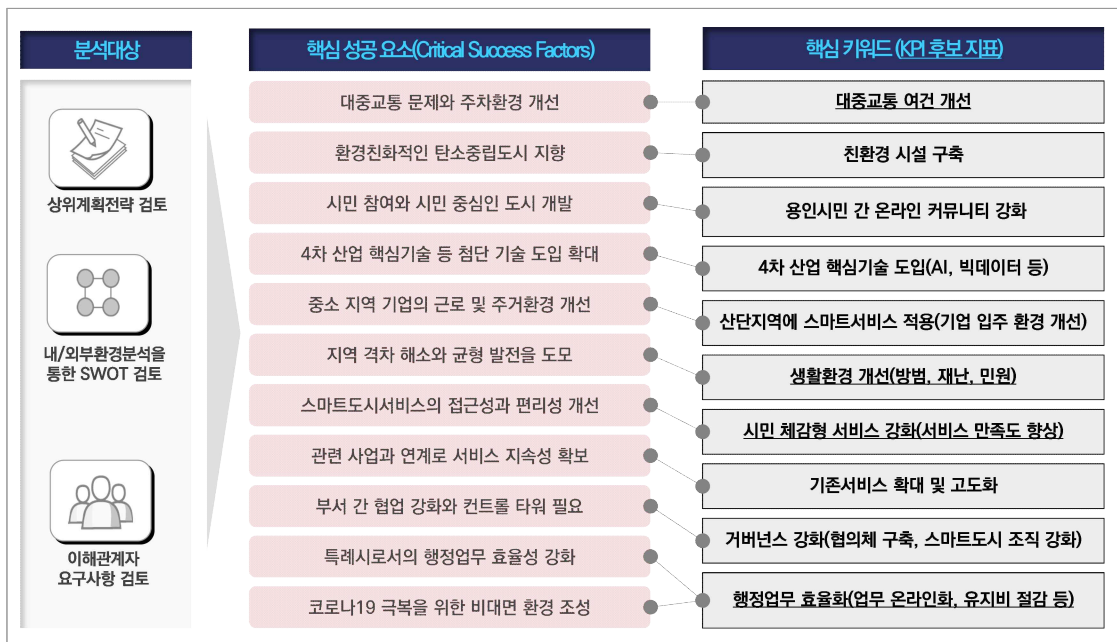 분석대상
상위계획전략 검토
내/외부환경분석을
통한 SWOT 검토
이해관계자
요구사항 검토
핵심 성공 요소(Critical Success Factors)
대중교통 문제와 주차환경 개선
환경친화적인 탄소중립도시 지향
시민 참여와 시민 중심인 도시 개발
4차 산업 핵심기술 등 첨단 기술 도입 확대
중소 지역 기업의 근로 및 주거환경 개선
지역 격차 해소와 균형 발전을 도모
스마트도시서비스의 접근성과 편리성 개선
관련 사업과 연계로 서비스 지속성 확보
부서 간 협업 강화와 컨트롤 타워 필요
특례시로서의 행정업무 효율성 강화
코로나19 극복을 위한 비대면 환경 조성
핵심 키워드 (KPI 후보 지표)
대중교통 여건 개선
친환경 시설 구축
용인시민 간 온라인 커뮤니티 강화
4차 산업 핵심기술 도입(AI, 빅데이터 등)
산단지역에 스마트서비스 적용(기업 입주 환경 개선)
생활환경 개선(방범, 재난, 민원)
시민 체감형 서비스 강화(서비스 만족도 향상)
기존서비스 확대 및 고도화
거버넌스 강화(협의체 구축, 스마트도시 조직 강화)
행정업무 효율화(업무 온라인화, 유지비 절감 등)